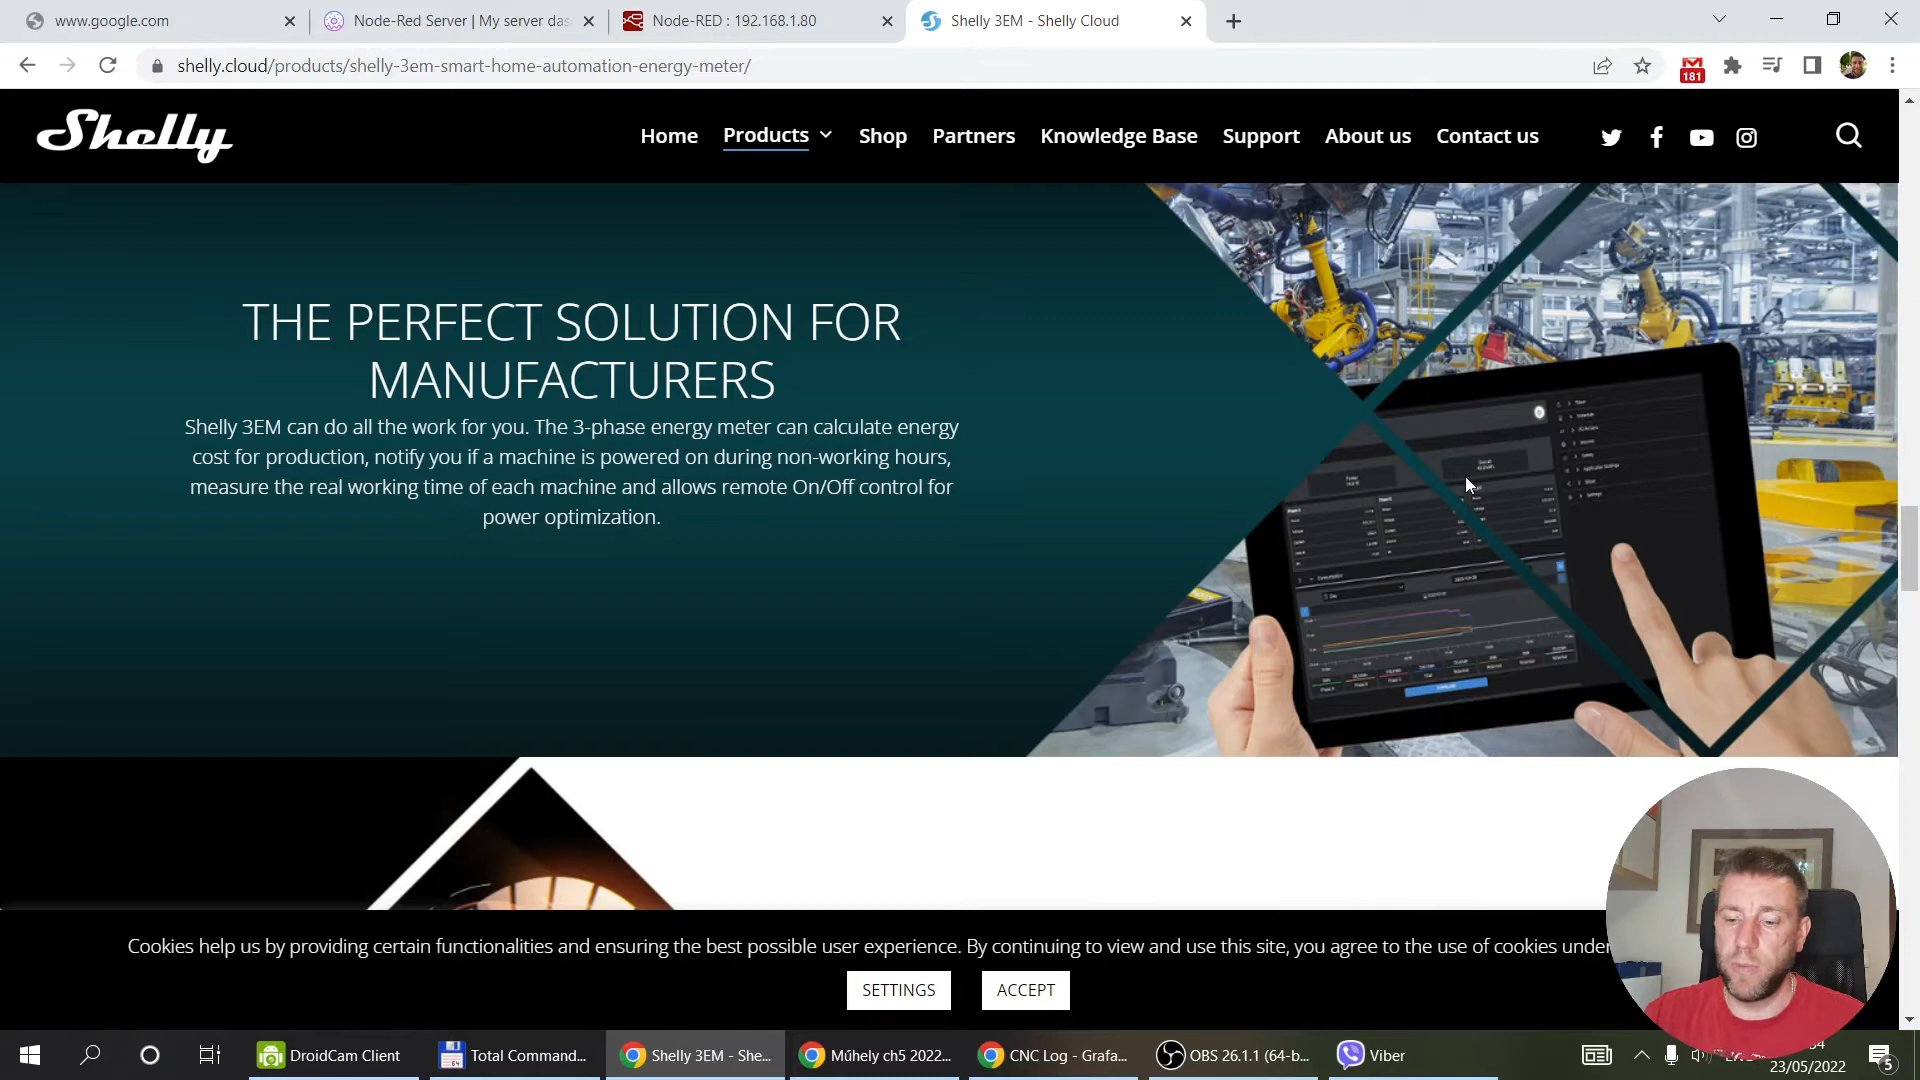 www.google.com
Node-Red Server | My server das
Node-RED : 192.168.1.80
Shelly 3EM - Shelly Cloud
shelly.cloud/products/shelly-3em-smart-home-automation-energy-meter/
181
Shelly
Home Products Shop Partners Knowledge Base Support About us Contact us
THE PERFECT SOLUTION FOR
MANUFACTURERS
Shelly 3EM can do all the work for you. The 3-phase energy meter can calculate energy
cost for production, notify you if a machine is powered on during non-working hours,
measure the real working time of each machine and allows remote On/Off control for
power optimization.
Cookies help us by providing certain functionalities and ensuring the best possible user experience. By continuing to view and use this site, you agree to the use of cookies under
SETTINGS ACCEPT
DroidCam Client
Total Command...
Shelly 3EM - She...
Műhely ch5 2022...
CNC Log - Grafa...
OBS 26.1.1 (64-b...
Viber
23/05/2022
5